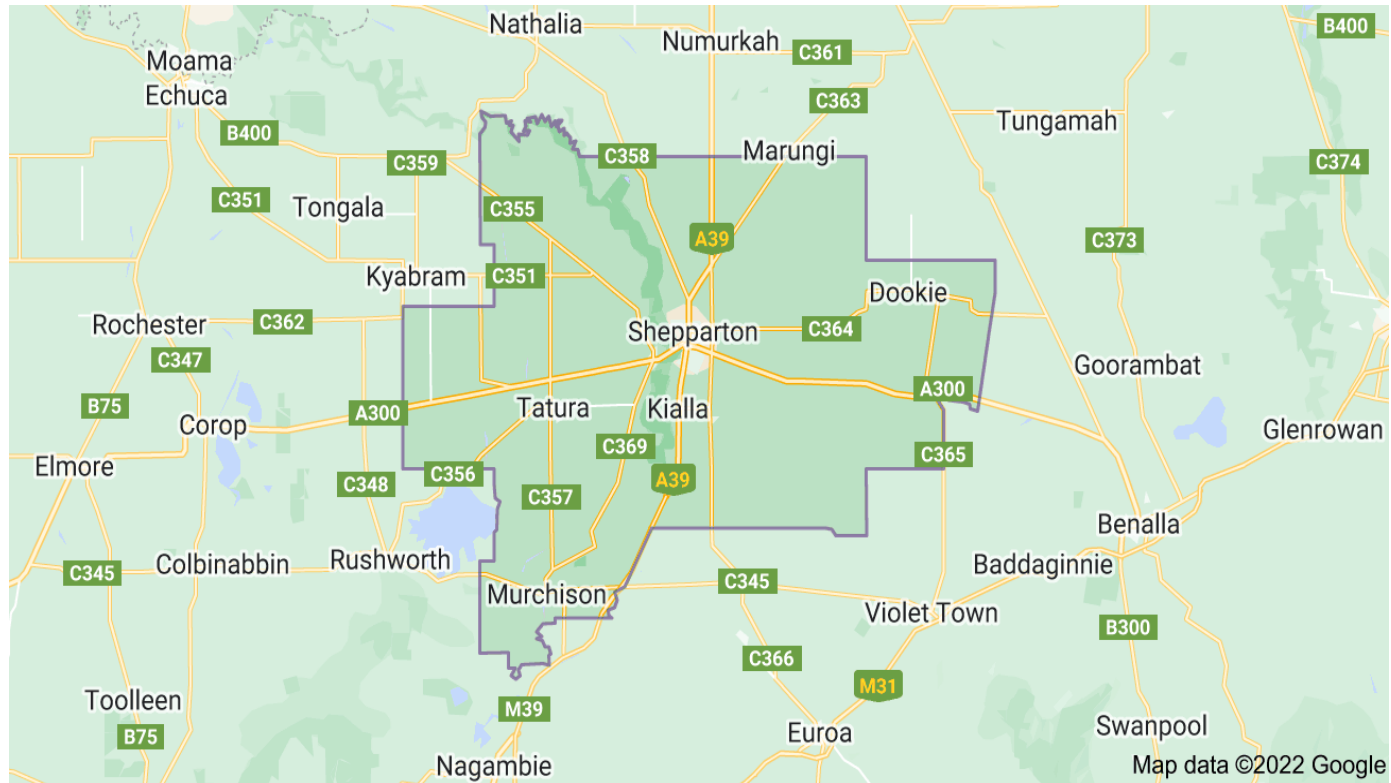 Nathalia
B400
Numurkah
C361
Moama
Echuca
C363
Tungamah
B400
C359
C358
Marungi
C374
C351
Tongala
C355
A39
C373
Kyabram
C351
Dookie
Rochester
C362
Shepparton
C364
C347
Goorambat
B75
A300
Tatura
Kialla
A300
Corop
Glenrowan
C369
C365
Elmore
C356
A39
C348
C357
Benalla
Colbinabbin
Rushworth
Baddaginnie
C345
C345
Murchison
Violet Town
B300
C366
M31
Toolleen
M39
Swanpool
B75
Euroa
Nagambie
Map data ©2022 Google